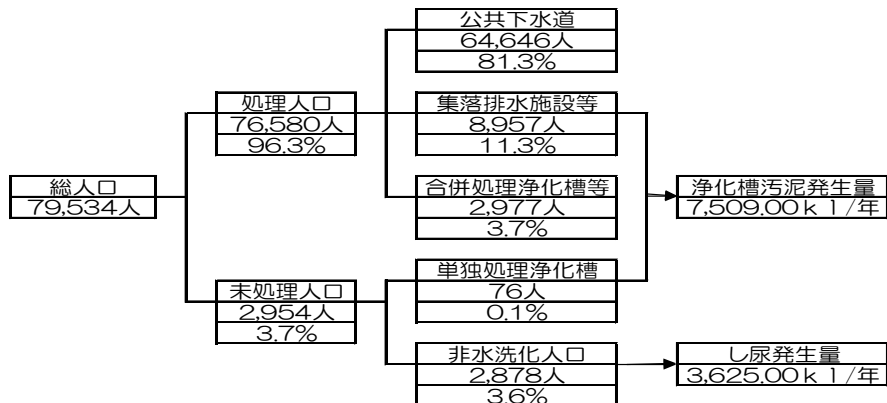 公共下水道
64,646人
81.3%
処理人口
76,580人
96.3%
集落排水施設等
8,957人
11.3%
総人口
79,534人
合併処理浄化槽等
2,977人
3.7%
浄化槽汚泥発生量
7,509.00ｋｌ/年
未処理人口
2,954人
3.7%
単独処理浄化槽
76人
0.1%
非水洗化人口
2,878人
3.6%
し尿発生量
3,625.00ｋｌ/年